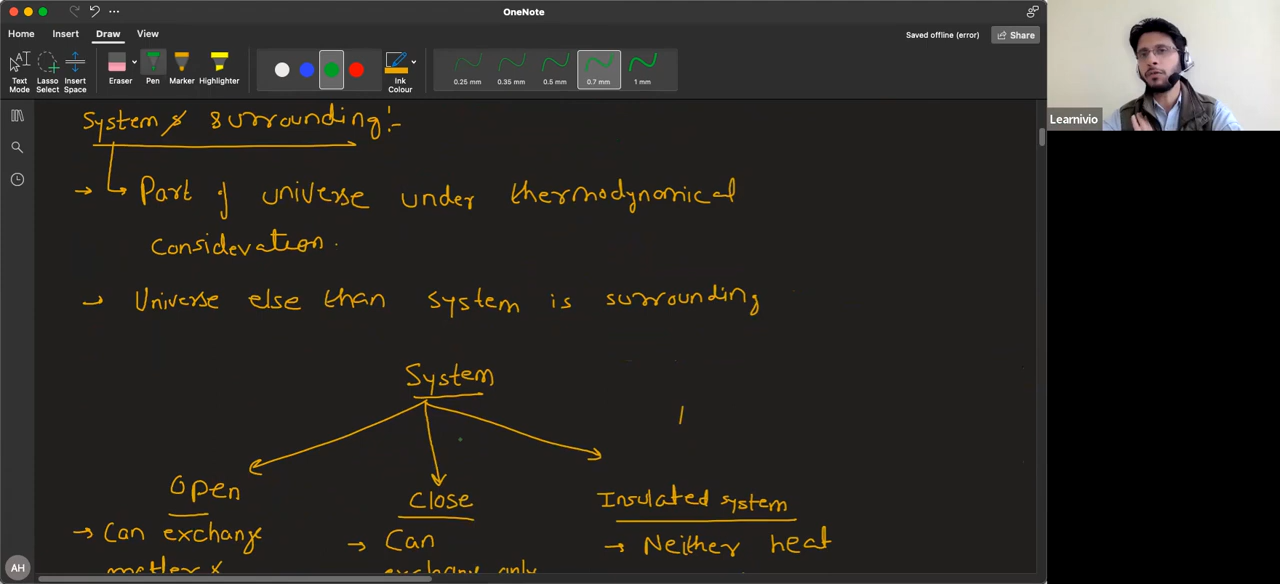 OneNote
Home Insert Draw View
Saved offline (error) Share
Text Mode
Lasso Select
Insert Space
Eraser
Pen
Marker
Highlighter
Ink Colour
0.25 mm
0.35 mm
0.5 mm
0.7 mm
1 mm
Learnivio
System & surrounding:-
→ Part of universe under thermodynamical
consideration.
→ Universe else than system is surrounding
System
Open
Close
Insulated system
→ Can exchange
matter &
→ Can
exchange only
→ Neither heat
AH